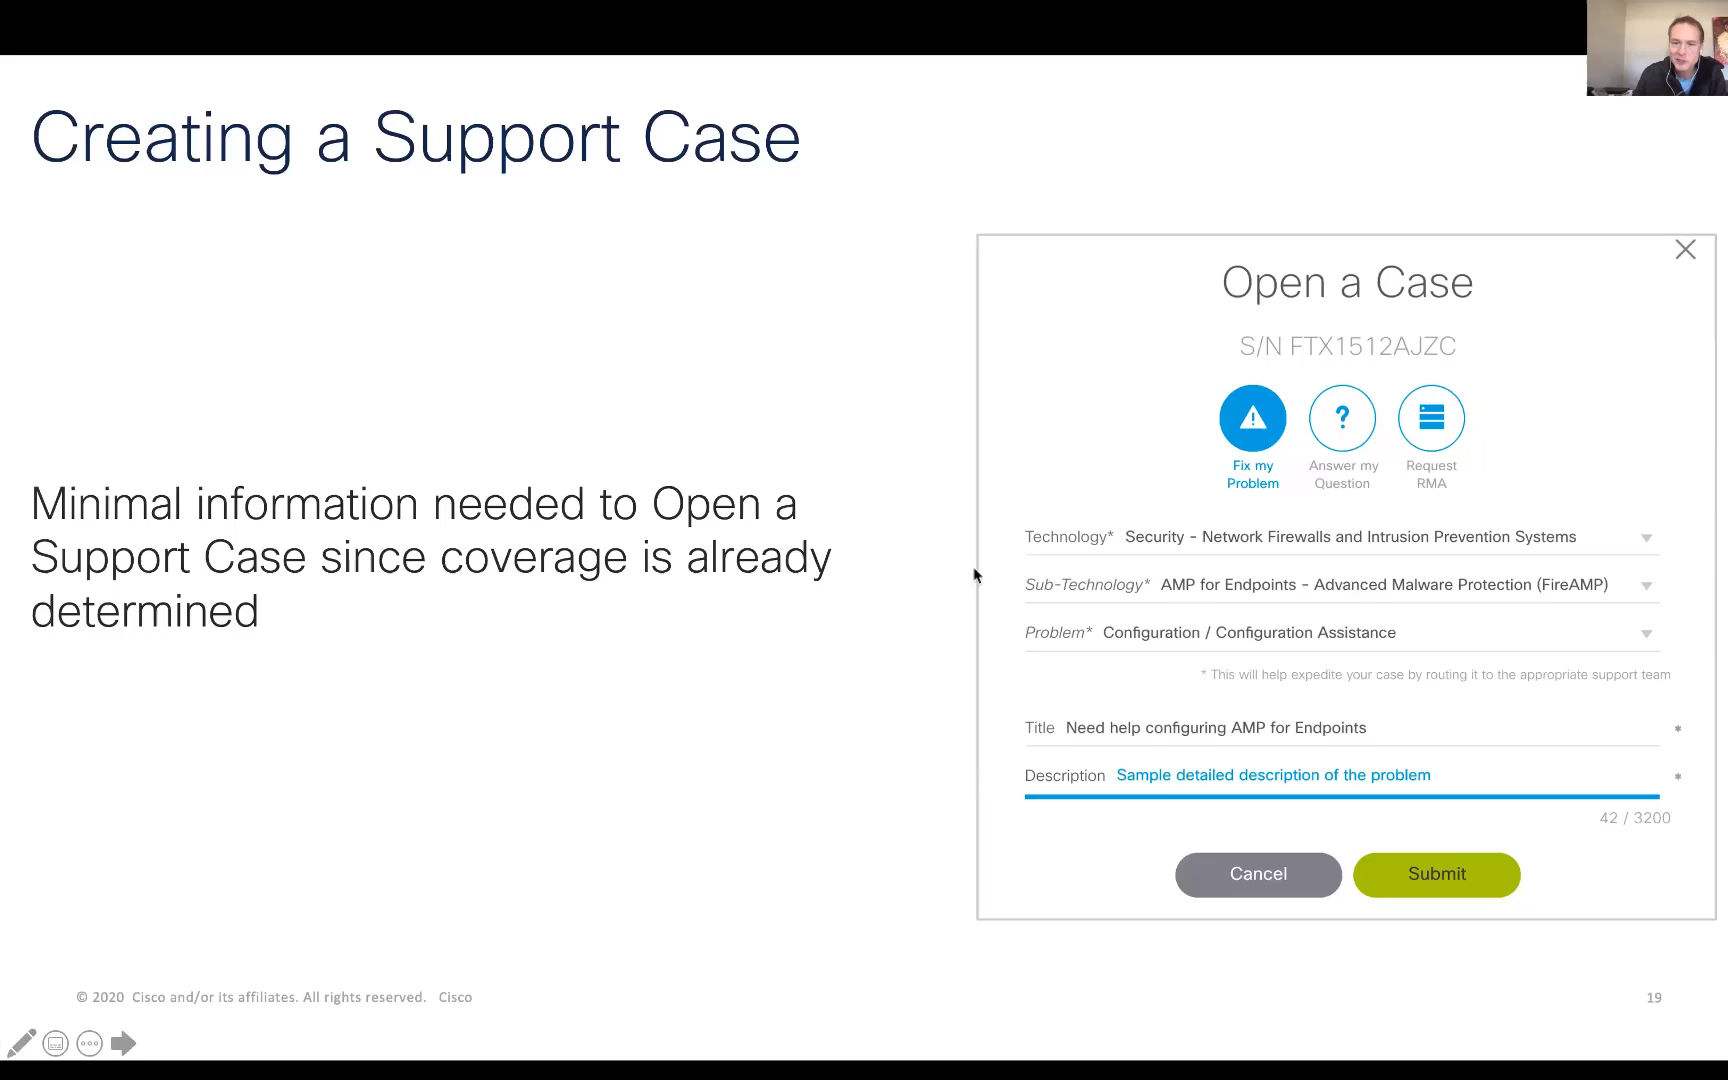 Creating a Support Case
Minimal information needed to Open a
Support Case since coverage is already
determined
Open a Case
S/N FTX1512AJZC
Fix my
Problem
Answer my
Question
Request
RMA
Technology* Security - Network Firewalls and Intrusion Prevention Systems
Sub-Technology* AMP for Endpoints - Advanced Malware Protection (FireAMP)
Problem* Configuration / Configuration Assistance
* This will help expedite your case by routing it to the appropriate support team
Title Need help configuring AMP for Endpoints *
Description Sample detailed description of the problem *
42 / 3200
Cancel Submit
© 2020 Cisco and/or its affiliates. All rights reserved. Cisco
19